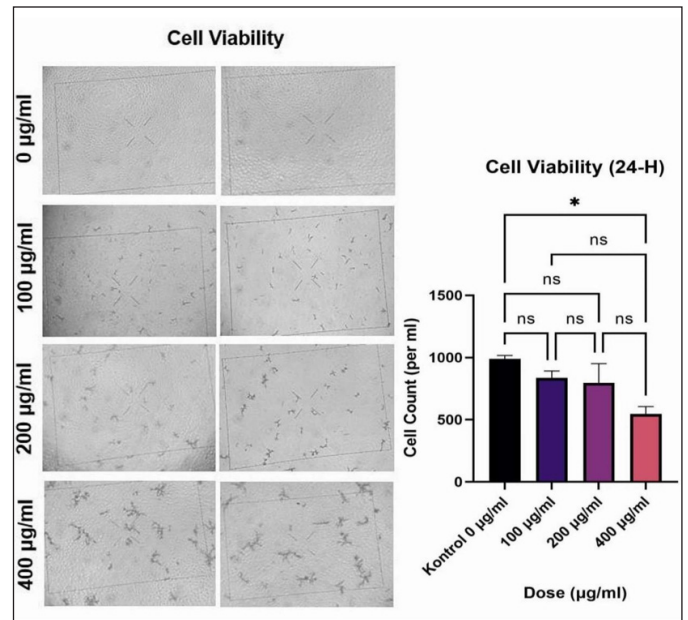 Cell Viability
0 µg/ml
100 µg/ml
200 µg/ml
400 µg/ml
Cell Viability (24-H)
*
ns
ns
ns
ns
ns
Cell Count (per ml)
1500
1000
500
0
Kontrol 0 µg/ml
100 µg/ml
200 µg/ml
400 µg/ml
Dose (µg/ml)